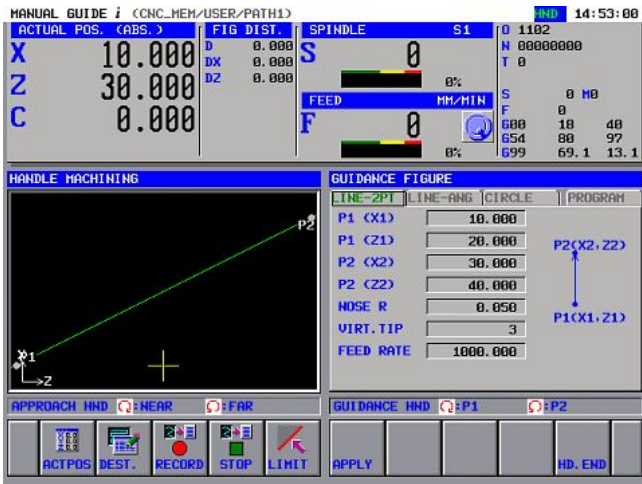 MANUAL GUIDE i (CNC_MEM/USER/PATH1) HND 14:53:00
ACTUAL POS. (ABS.) FIG DIST. SPINDLE S1 O 1102
X 10.000 D 0.000 S 0 N 00000000
DX 0.000 T 0
Z 30.000 DZ 0.000 0% S 0 M0
FEED MM/MIN F 0
C 0.000 F 0 G00 18 40
G54 80 97
0% G99 69.1 13.1
HANDLE MACHINING
P2
P1
Z
APPROACH HND :NEAR :FAR
GUIDANCE FIGURE
LINE-2PT LINE-ANG CIRCLE PROGRAM
P1 (X1) 10.000
P1 (Z1) 20.000
P2 (X2) 30.000
P2 (Z2) 40.000
NOSE R 0.050
VIRT.TIP 3
FEED RATE 1000.000
P2(X2,Z2)
P1(X1,Z1)
GUIDANCE HND :P1 :P2
ACTPOS DEST. RECORD STOP LIMIT APPLY HD.END